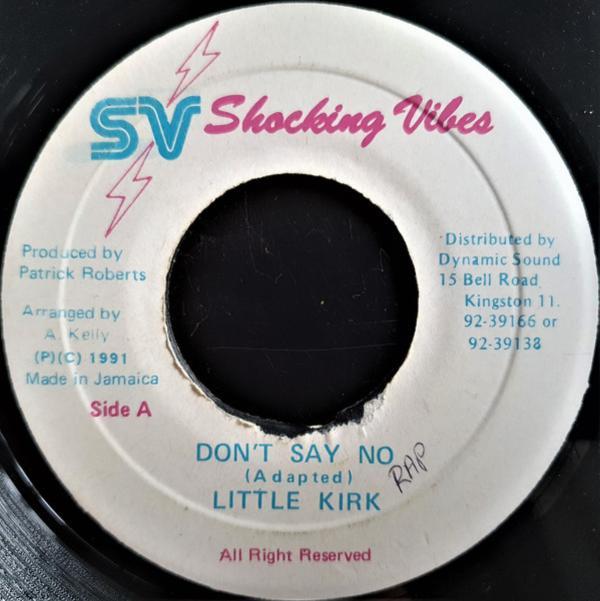 SV Shocking Vibes
Produced by
Patrick Roberts
Arranged by
A. Kelly
(P)(C) 1991
Made in Jamaica
Side A
Distributed by
Dynamic Sound
15 Bell Road
Kingston 11.
92-39166 or
92-39138
DON'T SAY NO
(Adapted)
LITTLE KIRK
RAP
All Right Reserved